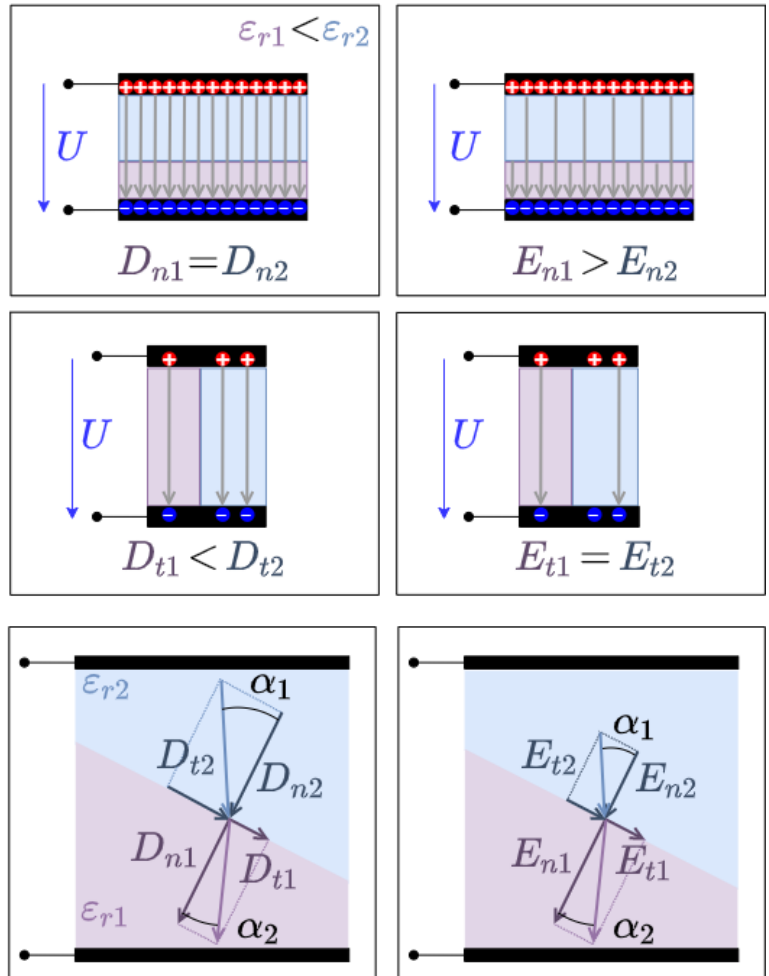 εr1<εr2
U
Dn1=Dn2
U
En1>En2
U
Dt1<Dt2
U
Et1=Et2
εr2
α1
Dt2
Dn2
Dn1
Dt1
εr1
α2
α1
Et2
En2
En1
Et1
α2